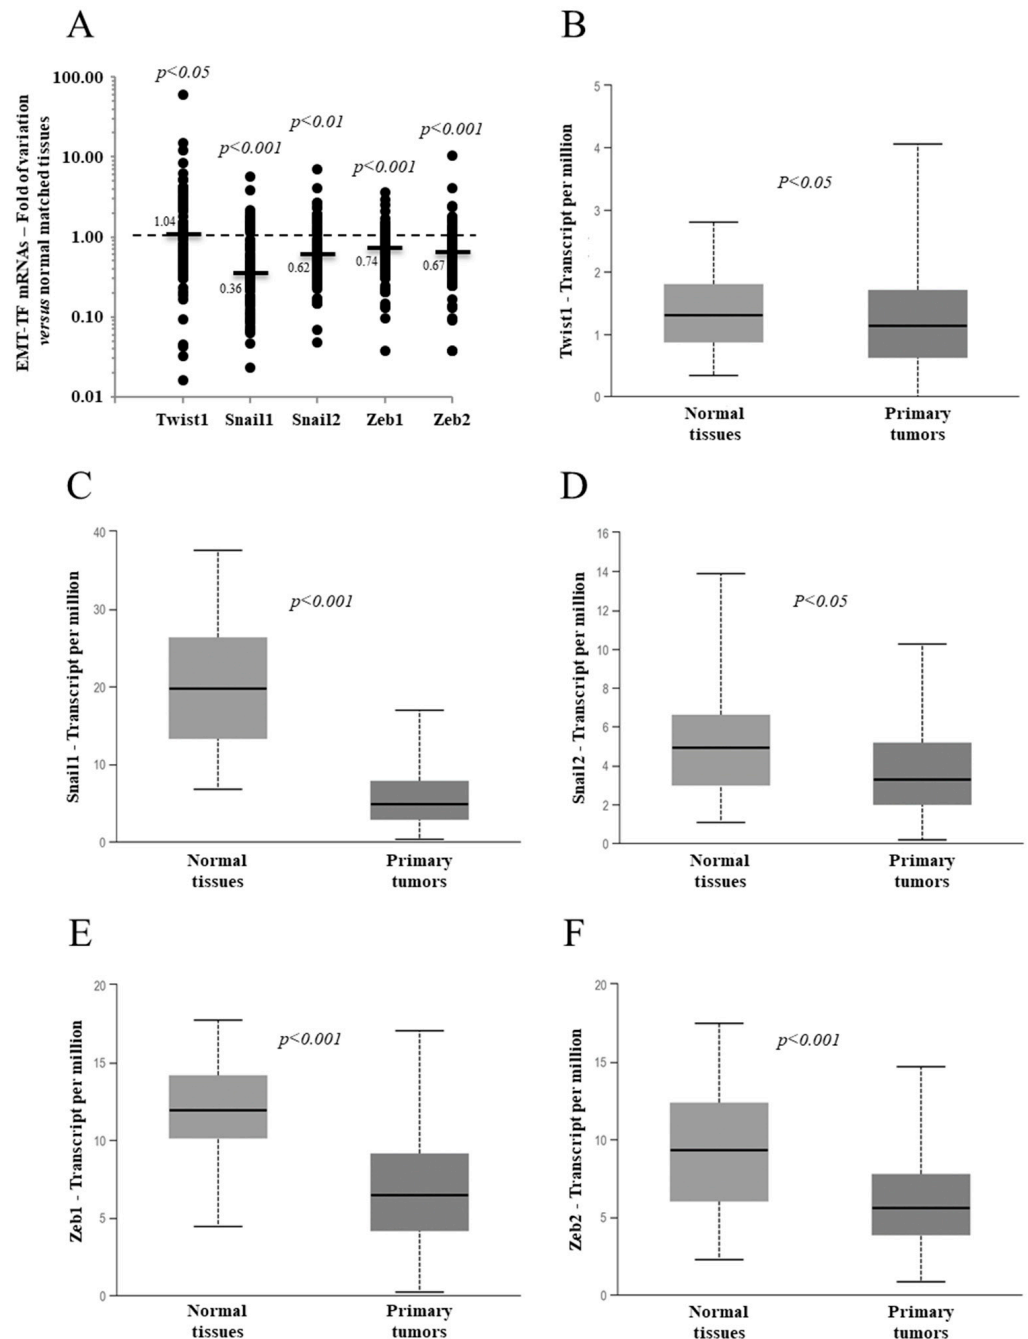 A
EMT-TF mRNAs – Fold of variation
versus normal matched tissues
100.00
10.00
1.00
0.10
0.01
p<0.05
p<0.001
p<0.01
p<0.001
p<0.001
1.04
0.36
0.62
0.74
0.67
Twist1 Snail1 Snail2 Zeb1 Zeb2
B
Twist1 - Transcript per million
5
4
3
2
1
0
P<0.05
Normal
tissues
Primary
tumors
C
Snail1 - Transcript per million
40
30
20
10
0
p<0.001
Normal
tissues
Primary
tumors
D
Snail2 - Transcript per million
16
14
12
10
8
6
4
2
0
P<0.05
Normal
tissues
Primary
tumors
E
Zeb1 - Transcript per million
20
15
10
5
0
p<0.001
Normal
tissues
Primary
tumors
F
Zeb2 - Transcript per million
20
15
10
5
0
p<0.001
Normal
tissues
Primary
tumors